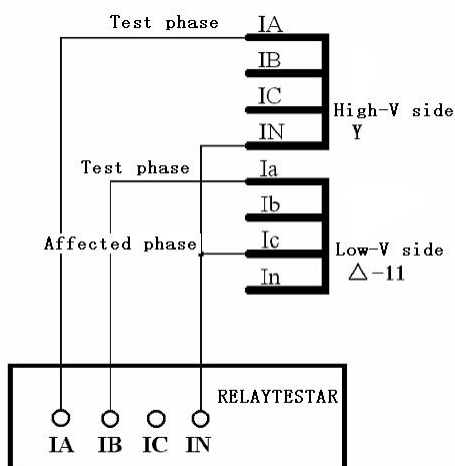 Test phase
IA
IB
IC
High-V side
Y
IN
Test phase
Ia
Ib
Affected phase
Ic
Low-V side
△-11
In
RELAYTESTAR
IA IB IC IN